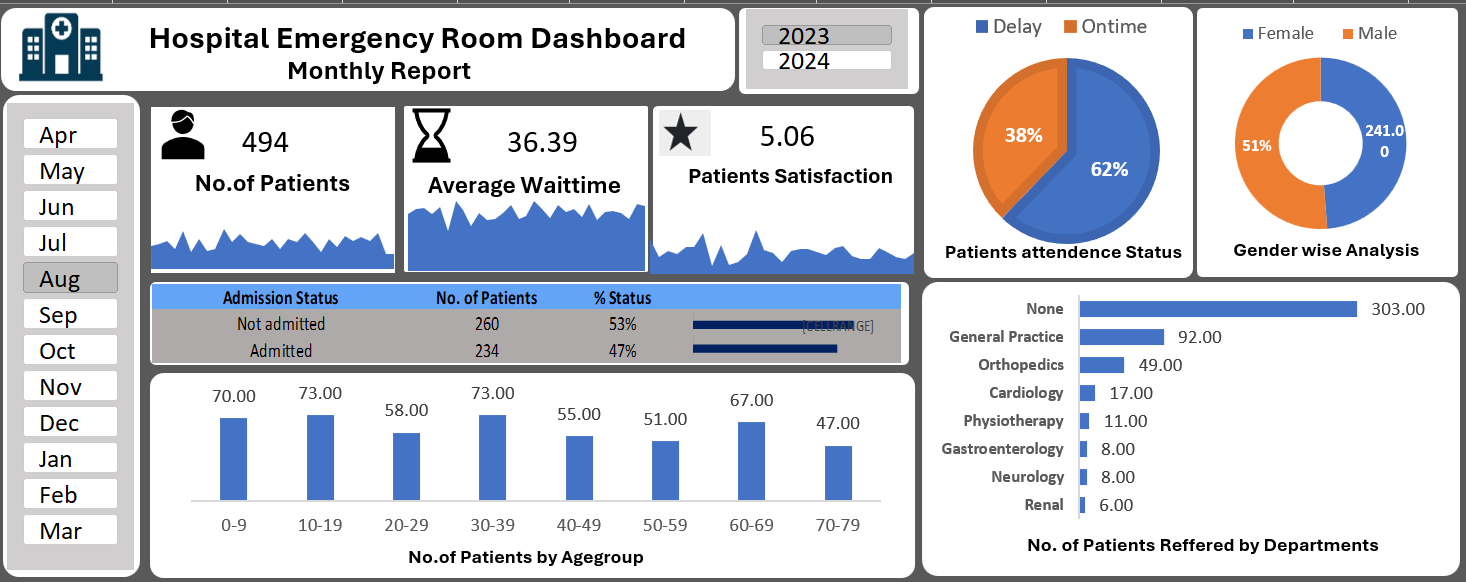 Hospital Emergency Room Dashboard
Monthly Report
2023
2024
Apr
May
Jun
Jul
Aug
Sep
Oct
Nov
Dec
Jan
Feb
Mar
494
No.of Patients
36.39
Average Waittime
5.06
Patients Satisfaction
Delay Ontime
38%
62%
Patients attendence Status
Female Male
51%
241.0
0
Gender wise Analysis
Admission Status No. of Patients % Status
Not admitted 260 53% [CELLRANGE]
Admitted 234 47%
70.00 73.00 58.00 73.00 55.00 51.00 67.00 47.00
0-9 10-19 20-29 30-39 40-49 50-59 60-69 70-79
No.of Patients by Agegroup
None 303.00
General Practice 92.00
Orthopedics 49.00
Cardiology 17.00
Physiotherapy 11.00
Gastroenterology 8.00
Neurology 8.00
Renal 6.00
No. of Patients Reffered by Departments